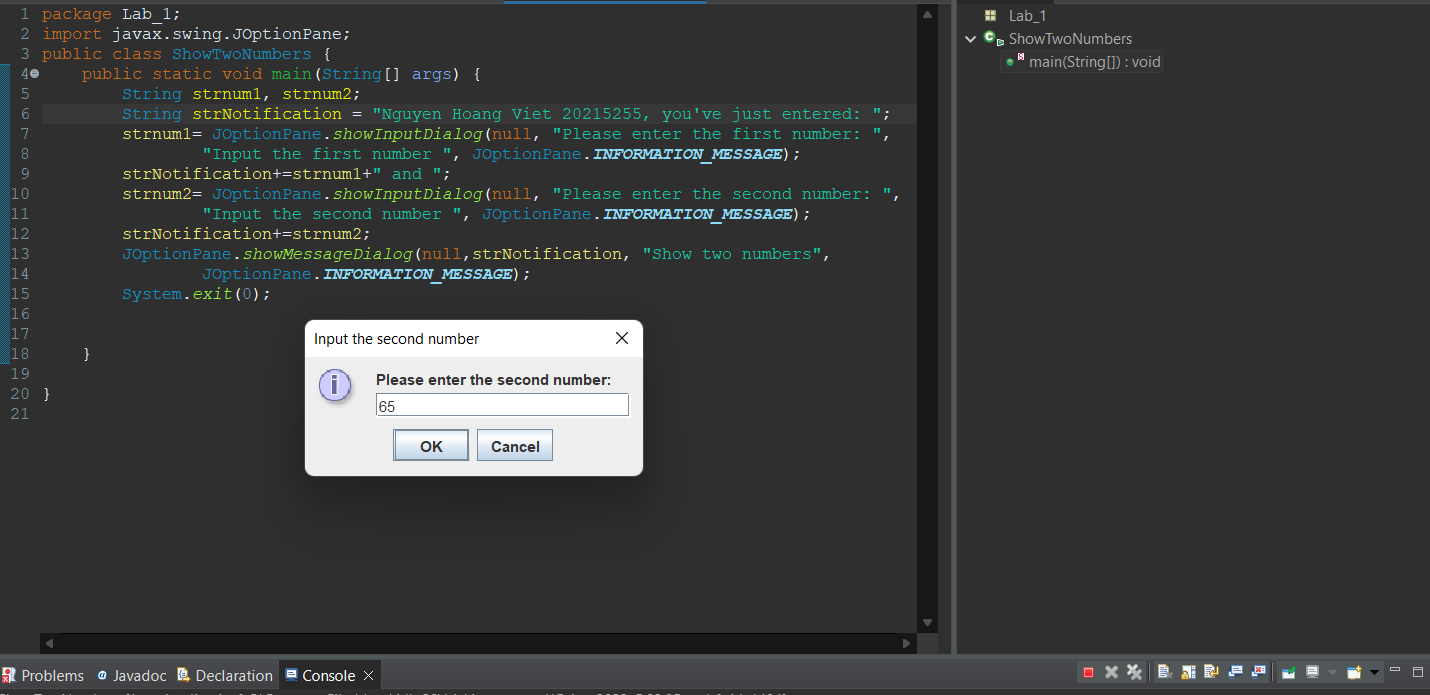 1 package Lab_1;
2 import javax.swing.JOptionPane;
3 public class ShowTwoNumbers {
4 public static void main(String[] args) {
5 String strnum1, strnum2;
6 String strNotification = "Nguyen Hoang Viet 20215255, you've just entered: ";
7 strnum1= JOptionPane.showInputDialog(null, "Please enter the first number: ",
8 "Input the first number ", JOptionPane.INFORMATION_MESSAGE);
9 strNotification+=strnum1+" and ";
10 strnum2= JOptionPane.showInputDialog(null, "Please enter the second number: ",
11 "Input the second number ", JOptionPane.INFORMATION_MESSAGE);
12 strNotification+=strnum2;
13 JOptionPane.showMessageDialog(null,strNotification, "Show two numbers",
14 JOptionPane.INFORMATION_MESSAGE);
15 System.exit(0);
16
17
18 }
19
20 }
21
Input the second number
Please enter the second number:
65
OK Cancel
Lab_1
ShowTwoNumbers
main(String[]) : void
Problems @ Javadoc Declaration Console